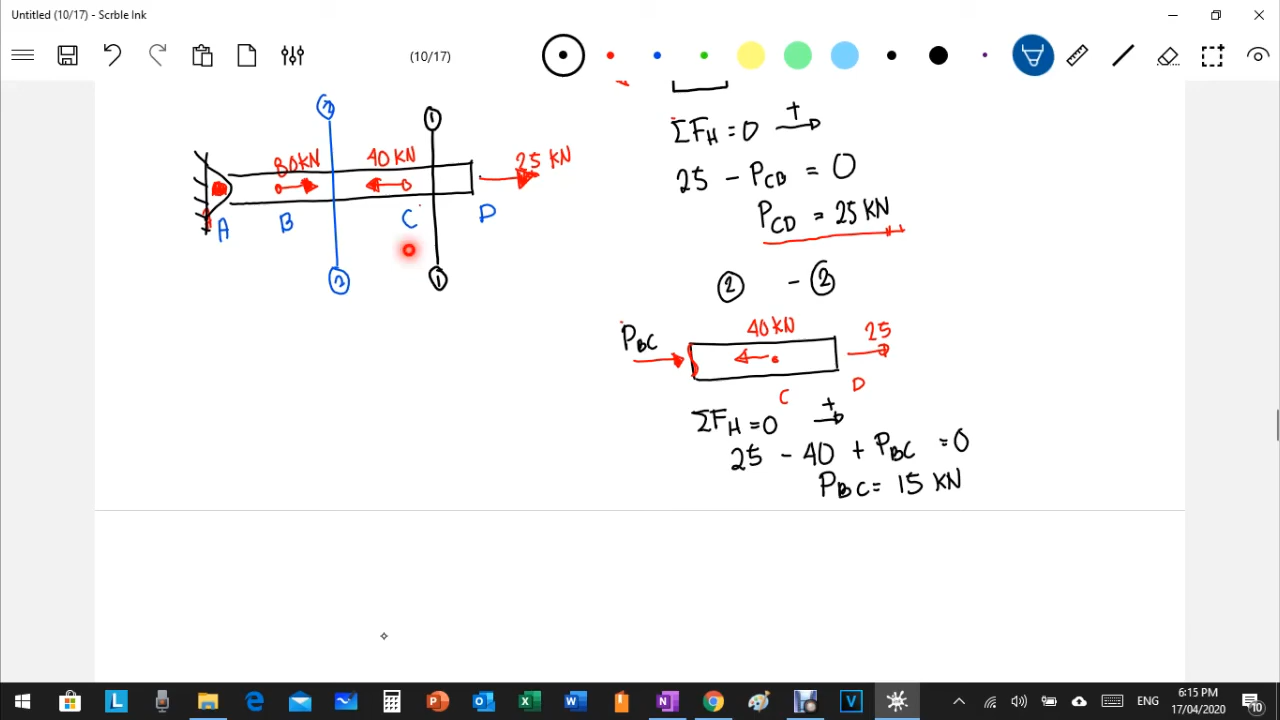 Untitled (10/17) - Scrble Ink
(10/17)
2
1
80KN
40 KN
25 KN
A
B
C
D
2
1
ΣFH = 0 +
25 - PCD = 0
PCD = 25 KN
2 - 2
PBC
40KN
25
C
D
ΣFH = 0 +
25 - 40 + PBC = 0
PBC = 15 KN
ENG
6:15 PM
17/04/2020
10